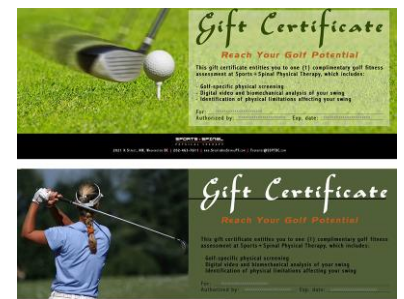 Gift Certificate
Reach Your Golf Potential
This gift certificate entitles you to one (1) complimentary golf fitness
assessment at Sports+Spinal Physical Therapy, which includes:
· Golf-specific physical screening
· Digital video and biomechanical analysis of your swing
· Identification of physical limitations affecting your swing
For:
Authorized by: Exp. date:
SPORTS+SPINAL
PHYSICAL THERAPY
Gift Certificate
Reach Your Golf Potential
This gift certificate entitles you to one (1) complimentary golf fitness
assessment at Sports+Spinal Physical Therapy, which includes:
Golf-specific physical screening
Digital video and biomechanical analysis of your swing
Identification of physical limitations affecting your swing
For:
Authorized by: Exp. date: